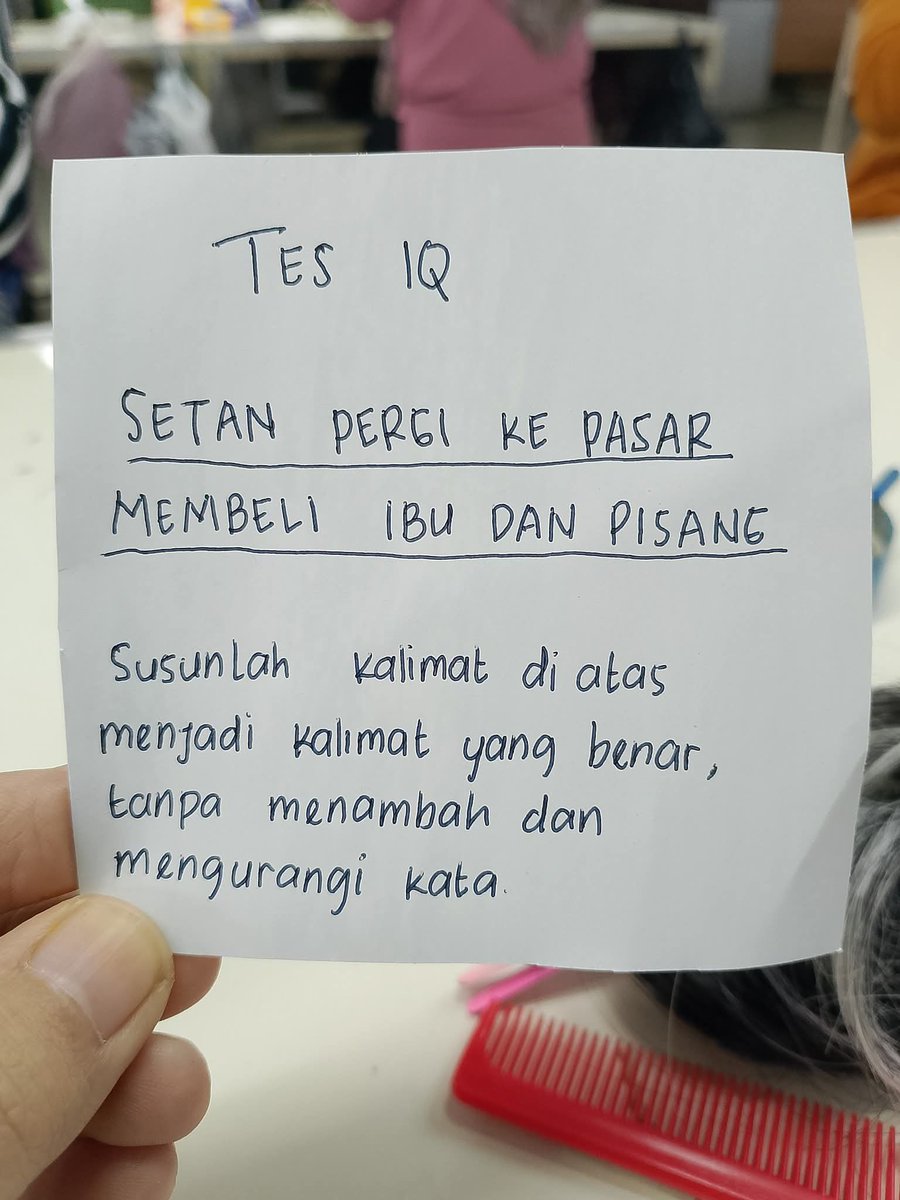 TES IQ
SETAN PERGI KE PASAR
MEMBELI IBU DAN PISANG
Susunlah kalimat di atas
menjadi kalimat yang benar,
tanpa menambah dan
mengurangi kata.